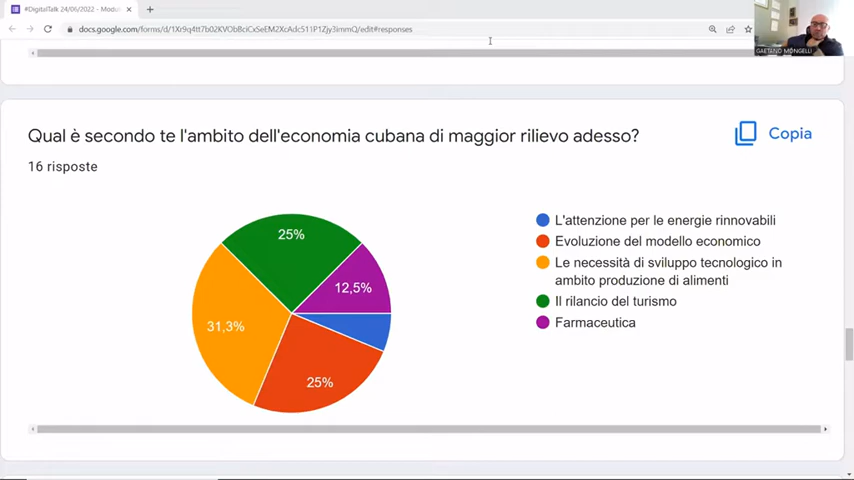 #DigitalTalk 24/06/2022 - Modu
docs.google.com/forms/d/1Xr9q4tt7b02KVObBciCxSeEM2XcAdc511P1Zjy3immQ/edit#responses
GAETANO MONGELLI
Qual è secondo te l'ambito dell'economia cubana di maggior rilievo adesso?
Copia
16 risposte
25%
12,5%
31,3%
25%
L'attenzione per le energie rinnovabili
Evoluzione del modello economico
Le necessità di sviluppo tecnologico in
ambito produzione di alimenti
Il rilancio del turismo
Farmaceutica